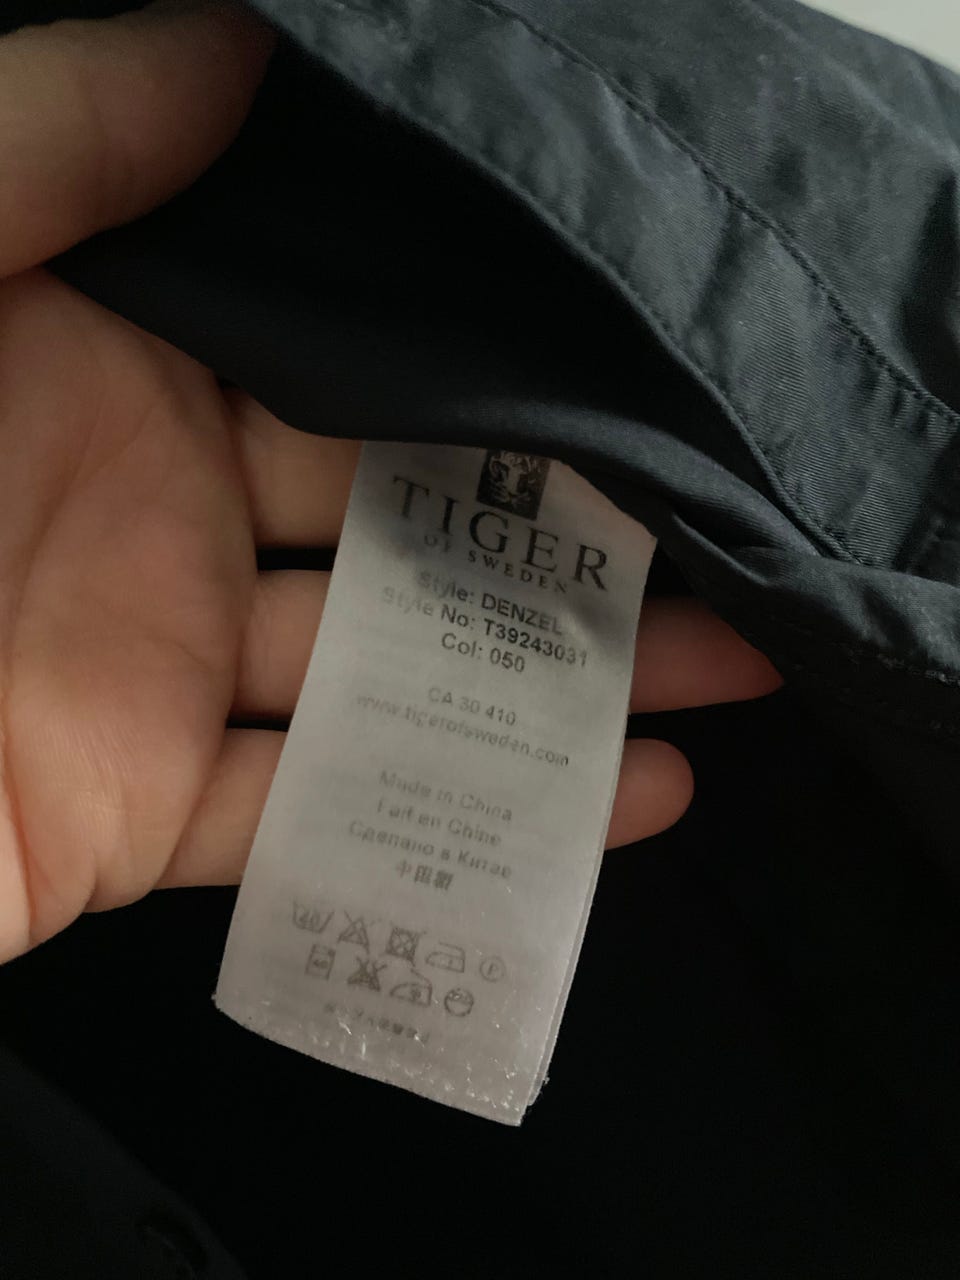 TIGER
OF SWEDEN
Style: DENZEL
Style No: T39243031
Col: 050
CA 30 410
www.tigerofsweden.com
Made in China
Fait en Chine
Сделано в Китае
中国製
40